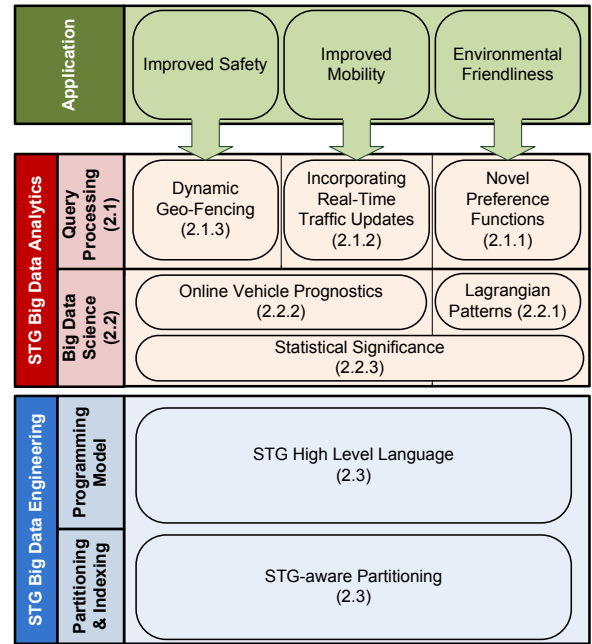 Application
Improved Safety
Improved
Mobility
Environmental
Friendliness
STG Big Data Analytics
Query
Processing
(2.1)
Dynamic
Geo-Fencing
(2.1.3)
Incorporating
Real-Time
Traffic Updates
(2.1.2)
Novel
Preference
Functions
(2.1.1)
Big Data
Science
(2.2)
Online Vehicle Prognostics
(2.2.2)
Lagrangian
Patterns (2.2.1)
Statistical Significance
(2.2.3)
STG Big Data Engineering
Programming
Model
STG High Level Language
(2.3)
Partitioning
& Indexing
STG-aware Partitioning
(2.3)